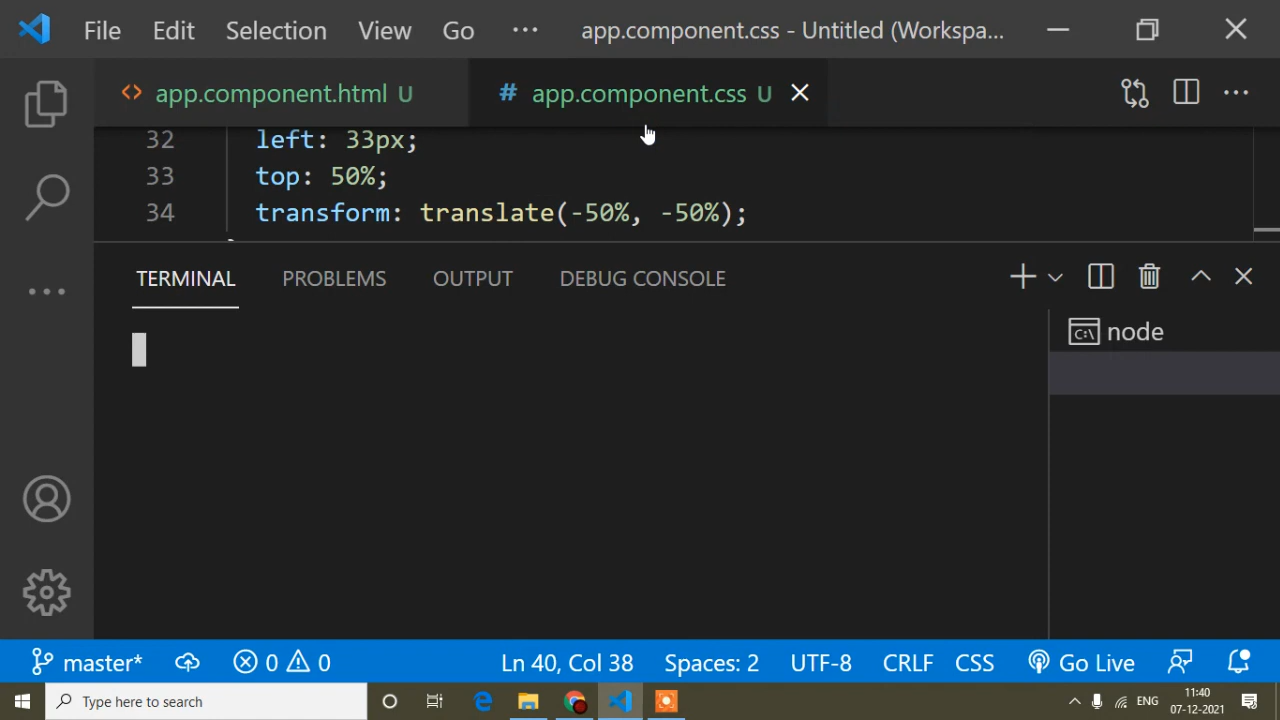 File Edit Selection View Go ··· app.component.css - Untitled (Workspa...
<> app.component.html U # app.component.css U
32 left: 33px;
33 top: 50%;
34 transform: translate(-50%, -50%);
TERMINAL PROBLEMS OUTPUT DEBUG CONSOLE
C:\ node
master* 0 0 Ln 40, Col 38 Spaces: 2 UTF-8 CRLF CSS Go Live
Type here to search ENG 11:40
07-12-2021